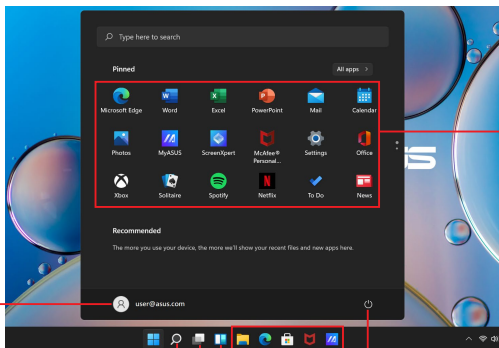 Type here to search
Pinned
All apps >
Microsoft Edge Word Excel PowerPoint Mail Calendar
Photos MyASUS ScreenXpert McAfee® Settings Office
Personal...
Xbox Solitaire Spotify Netflix To Do News
Recommended
The more you use your device, the more we'll show your recent files and new apps here.
user@asus.com